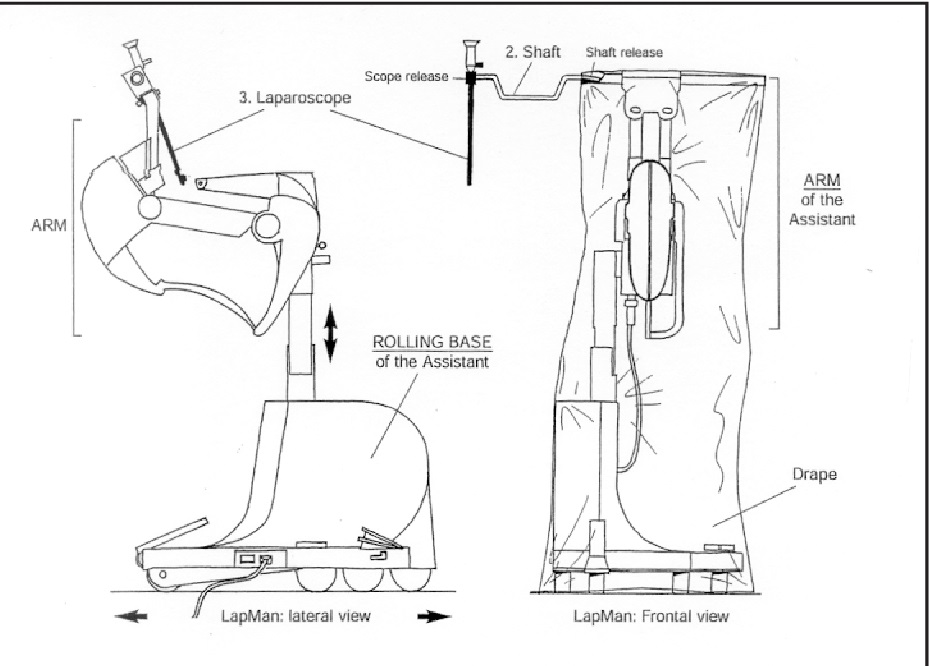 2. Shaft
Shaft release
Scope release
3. Laparoscope
ARM
ARM
of the
Assistant
ROLLING BASE
of the Assistant
Drape
LapMan: lateral view
LapMan: Frontal view